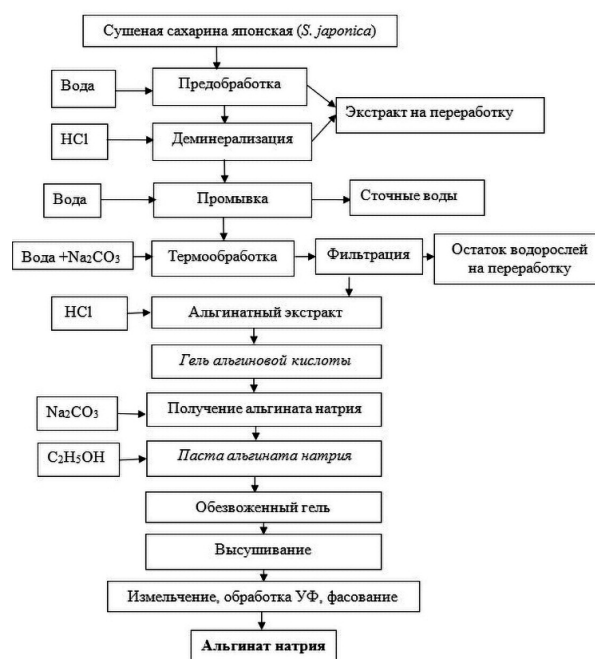 Сушеная сахарина японская (S. japonica)
Вода
Предобработка
Экстракт на переработку
HCl
Деминерализация
Вода
Промывка
Сточные воды
Вода +Na₂CO₃
Термообработка
Фильтрация
Остаток водорослей
на переработку
HCl
Альгинатный экстракт
Гель альгиновой кислоты
Na₂CO₃
Получение альгината натрия
C₂H₅OH
Паста альгината натрия
Обезвоженный гель
Высушивание
Измельчение, обработка УФ, фасование
Альгинат натрия